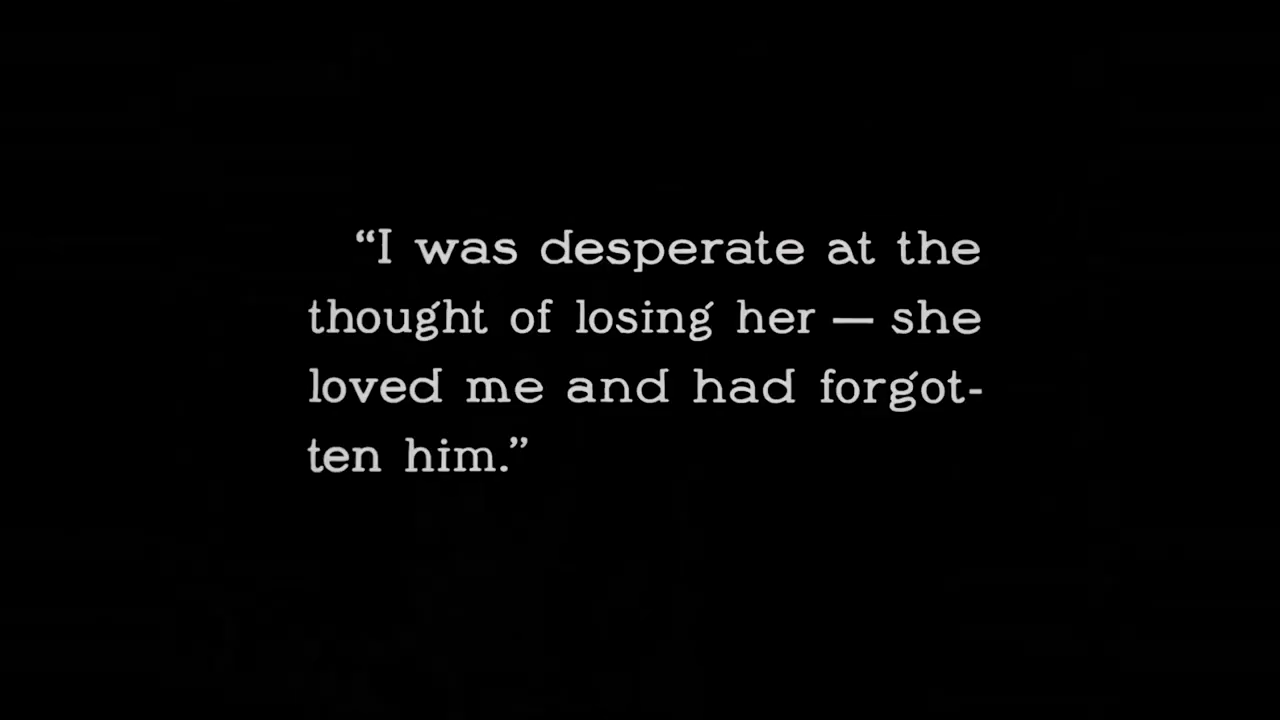 “I was desperate at the
thought of losing her — she
loved me and had forgot-
ten him.”